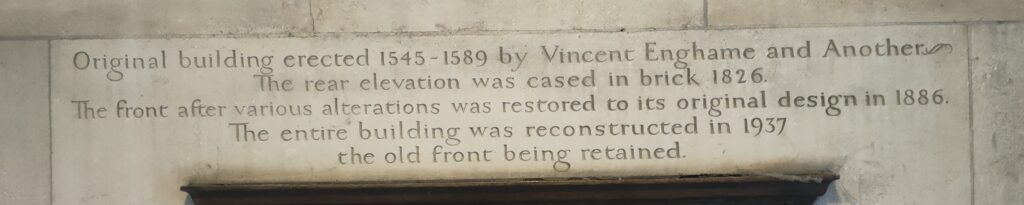 Original building erected 1545-1589 by Vincent Enghame and Another
The rear elevation was cased in brick 1826.
The front after various alterations was restored to its original design in 1886.
The entire building was reconstructed in 1937
the old front being retained.